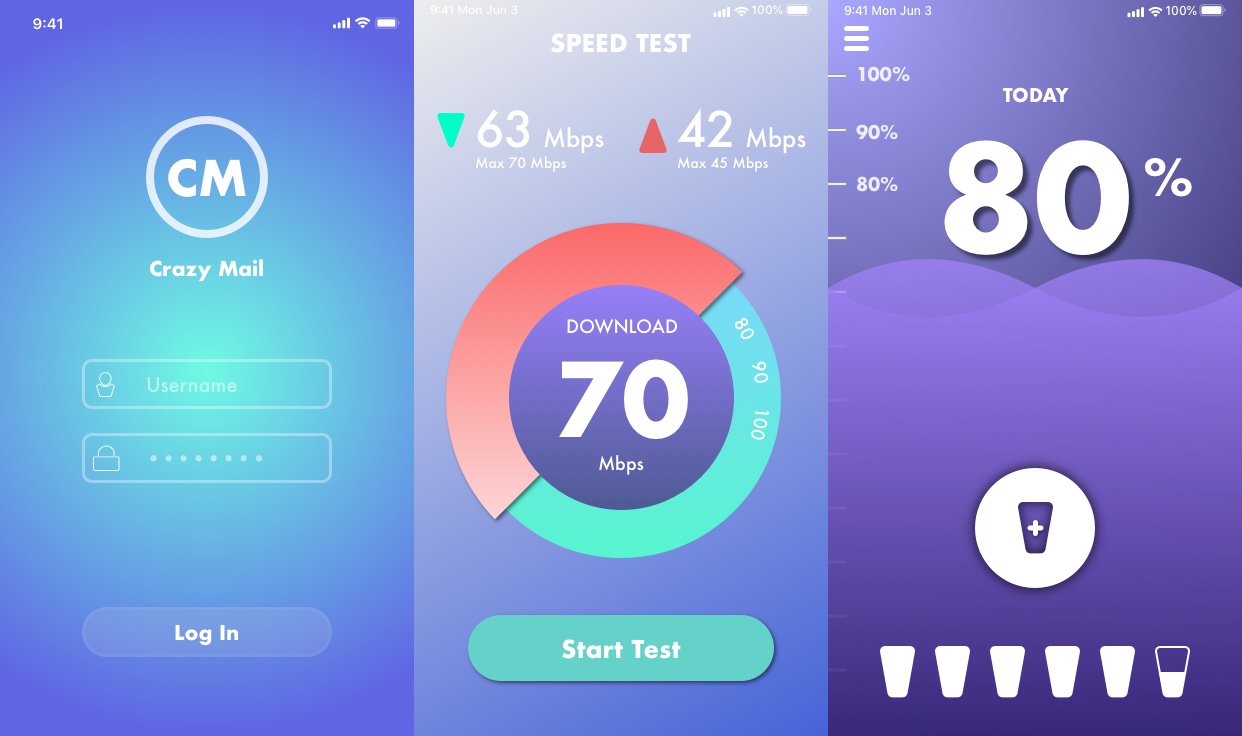 9:41
CM
Crazy Mail
Username
Log In
9:41 Mon Jun 3
100%
SPEED TEST
63 Mbps
Max 70 Mbps
42 Mbps
Max 45 Mbps
DOWNLOAD
70
Mbps
80
90
100
Start Test
9:41 Mon Jun 3
100%
100%
90%
80%
TODAY
80%